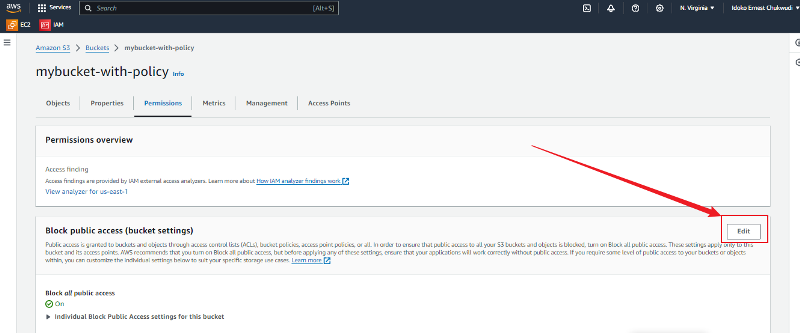 aws
Services
Search
[Alt+S]
N. Virginia
Idoko Ernest Chukwudi
EC2
IAM
Amazon S3 > Buckets > mybucket-with-policy
mybucket-with-policy Info
Objects
Properties
Permissions
Metrics
Management
Access Points
Permissions overview
Access finding
Access findings are provided by IAM external access analyzers. Learn more about How IAM analyzer findings work
View analyzer for us-east-1
Block public access (bucket settings)
Edit
Public access is granted to buckets and objects through access control lists (ACLs), bucket policies, access point policies, or all. In order to ensure that public access to all your S3 buckets and objects is blocked, turn on Block all public access. These settings apply only to this
bucket and its access points. AWS recommends that you turn on Block all public access, but before applying any of these settings, ensure that your applications will work correctly without public access. If you require some level of public access to your buckets or objects
within, you can customize the individual settings below to suit your specific storage use cases. Learn more
Block all public access
On
Individual Block Public Access settings for this bucket